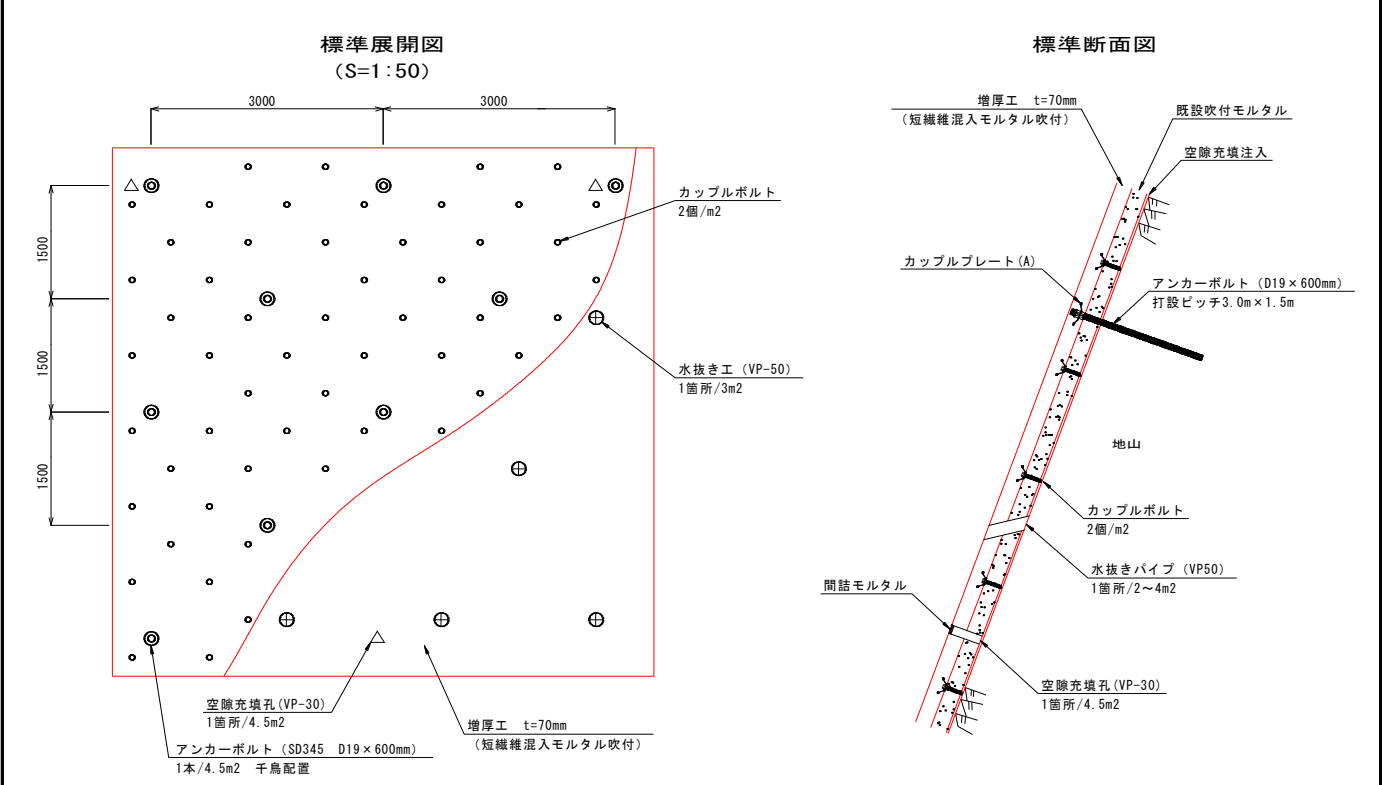 標準展開図
（S=1：50）
3000
3000
1500
1500
1500
カップルボルト
2個/m2
水抜き工（VP-50）
1箇所/3m2
空隙充填孔(VP-30)
1箇所/4.5m2
増厚工 t=70mm
（短繊維混入モルタル吹付）
アンカーボルト（SD345 D19×600mm）
1本/4.5m2 千鳥配置
標準断面図
増厚工 t=70mm
（短繊維混入モルタル吹付）
既設吹付モルタル
空隙充填注入
カップルプレート(A)
アンカーボルト（D19×600mm）
打設ピッチ3.0m×1.5m
地山
カップルボルト
2個/m2
水抜きパイプ（VP50）
1箇所/2～4m2
間詰モルタル
空隙充填孔(VP-30)
1箇所/4.5m2